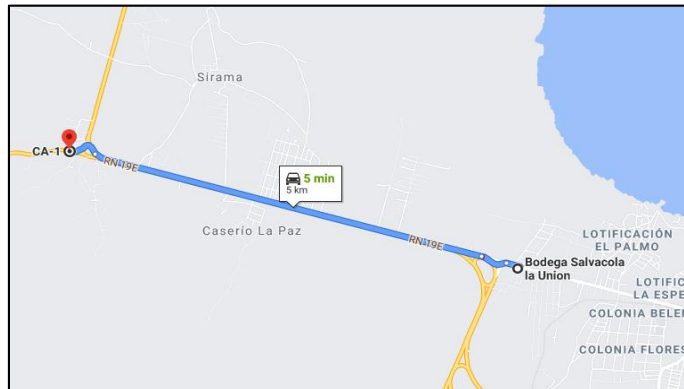 Sirama
CA-1
RN 19E
5 min
5 km
Caserío La Paz
RN 19E
LOTIFICACIÓN
EL PALMO
Bodega Salvacola
la Union
LOTIFIC
LA ESPE
COLONIA BELE
COLONIA FLORES